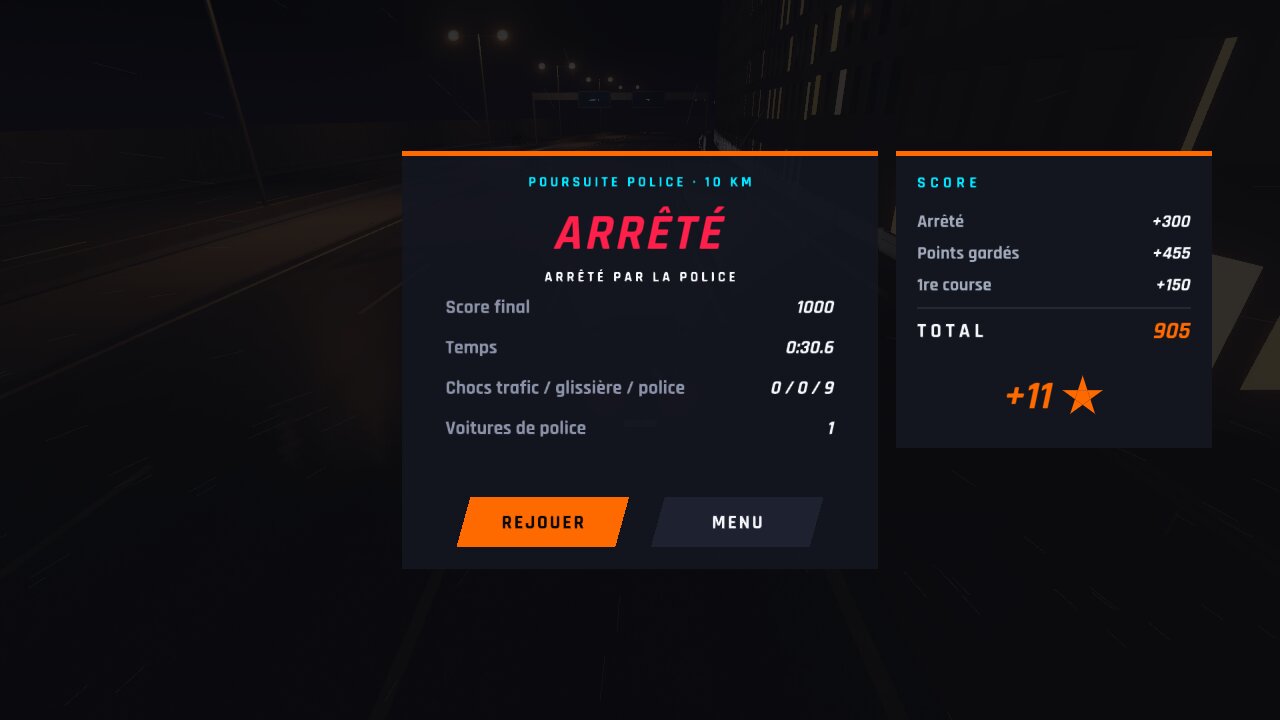 POURSUITE POLICE · 10 KM
ARRÊTÉ
ARRÊTÉ PAR LA POLICE
Score final 1000
Temps 0:30.6
Chocs trafic / glissière / police 0 / 0 / 9
Voitures de police 1
REJOUER MENU
SCORE
Arrêté +300
Points gardés +455
1re course +150
TOTAL 905
+11 ★